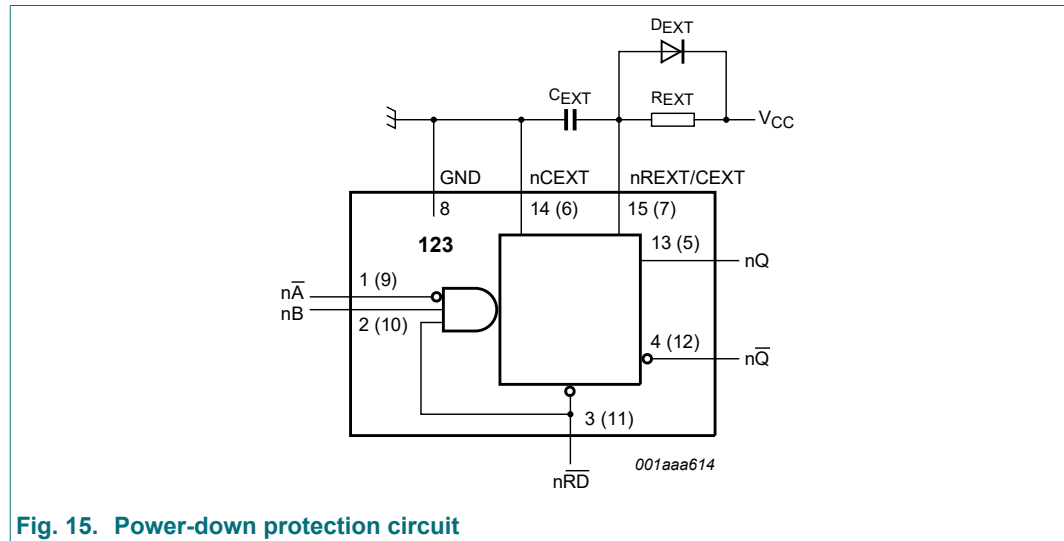 DEXT
CEXT
REXT
VCC
GND
nCEXT
nREXT/CEXT
8
14 (6)
15 (7)
123
13 (5)
nQ
1 (9)
nA̅
nB
2 (10)
4 (12)
nQ̅
3 (11)
001aaa614
nR̅D̅
Fig. 15. Power-down protection circuit